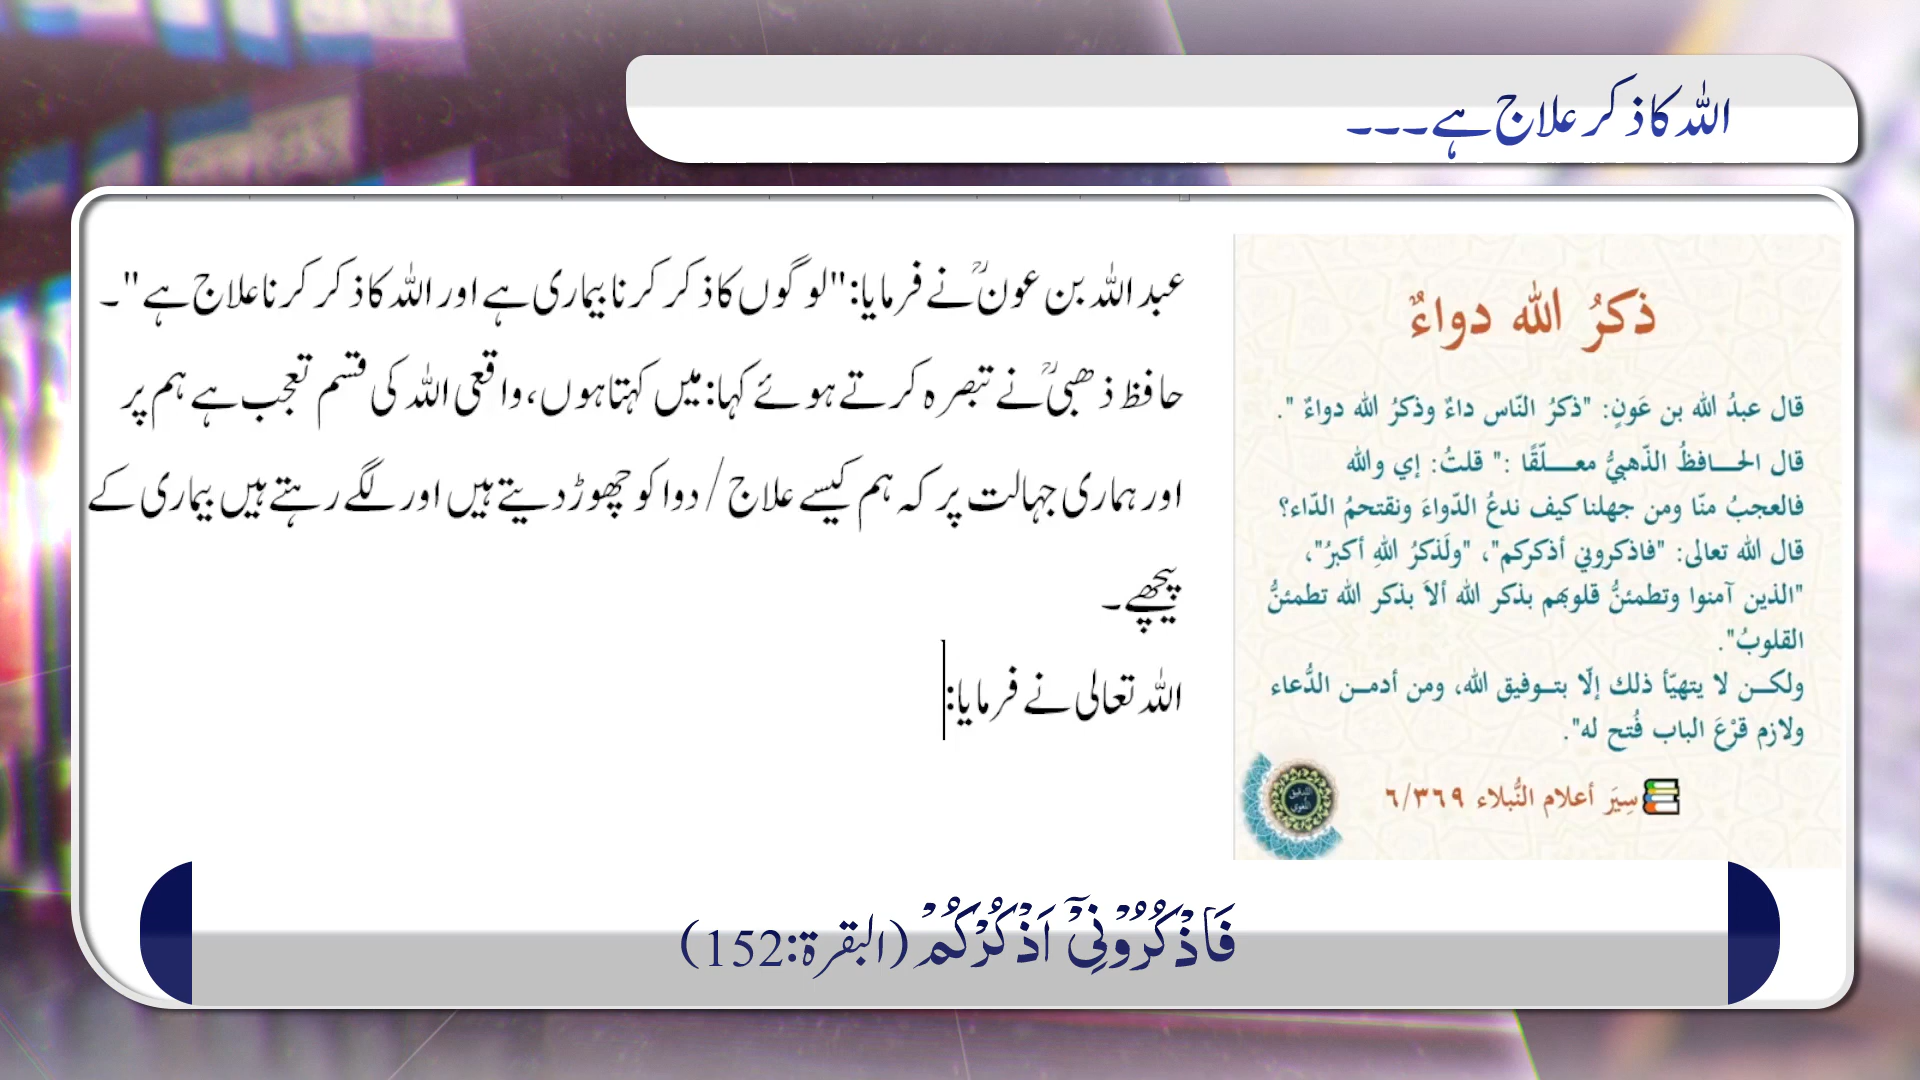 اللہ کا ذکر علاج ہے۔۔۔
عبد اللہ بن عونؒ نے فرمایا: "لوگوں کا ذکر کرنا بیماری ہے اور اللہ کا ذکر کرنا علاج ہے"۔
حافظ ذھبیؒ نے تبصرہ کرتے ہوئے کہا: میں کہتا ہوں، واقعی اللہ کی قسم تعجب ہے ہم پر
اور ہماری جہالت پر کہ ہم کیسے علاج / دوا کو چھوڑ دیتے ہیں اور لگے رہتے ہیں بیماری کے
پیچھے۔
اللہ تعالی نے فرمایا:
ذكرُ الله دواءٌ
قال عبدُ الله بن عَونٍ: "ذكرُ النّاس داءٌ وذكرُ الله دواءٌ ".
قال الحـــافظُ الذّهبيُّ معـــلّقًا :" قلتُ: إي والله
فالعجبُ منّا ومن جهلنا كيف ندعُ الدّواءَ ونقتحمُ الدّاء؟
قال الله تعالى: "فاذكروني أذكركم"، "ولَذكرُ اللهِ أكبرُ"،
"الذين آمنوا وتطمئنُّ قلوبهم بذكر الله ألاَ بذكر الله تطمئنُّ
القلوبُ".
ولكـــن لا يتهيّأ ذلك إلّا بتـوفيق الله، ومن أدمـــن الدُّعاء
ولازم قرْعَ الباب فُتح له".
سِيَر أعلام النُّبلاء ٦/٣٦٩
فَاذْكُرُوْنِیْۤ اَذْكُرْكُمْ (البقرة:152)